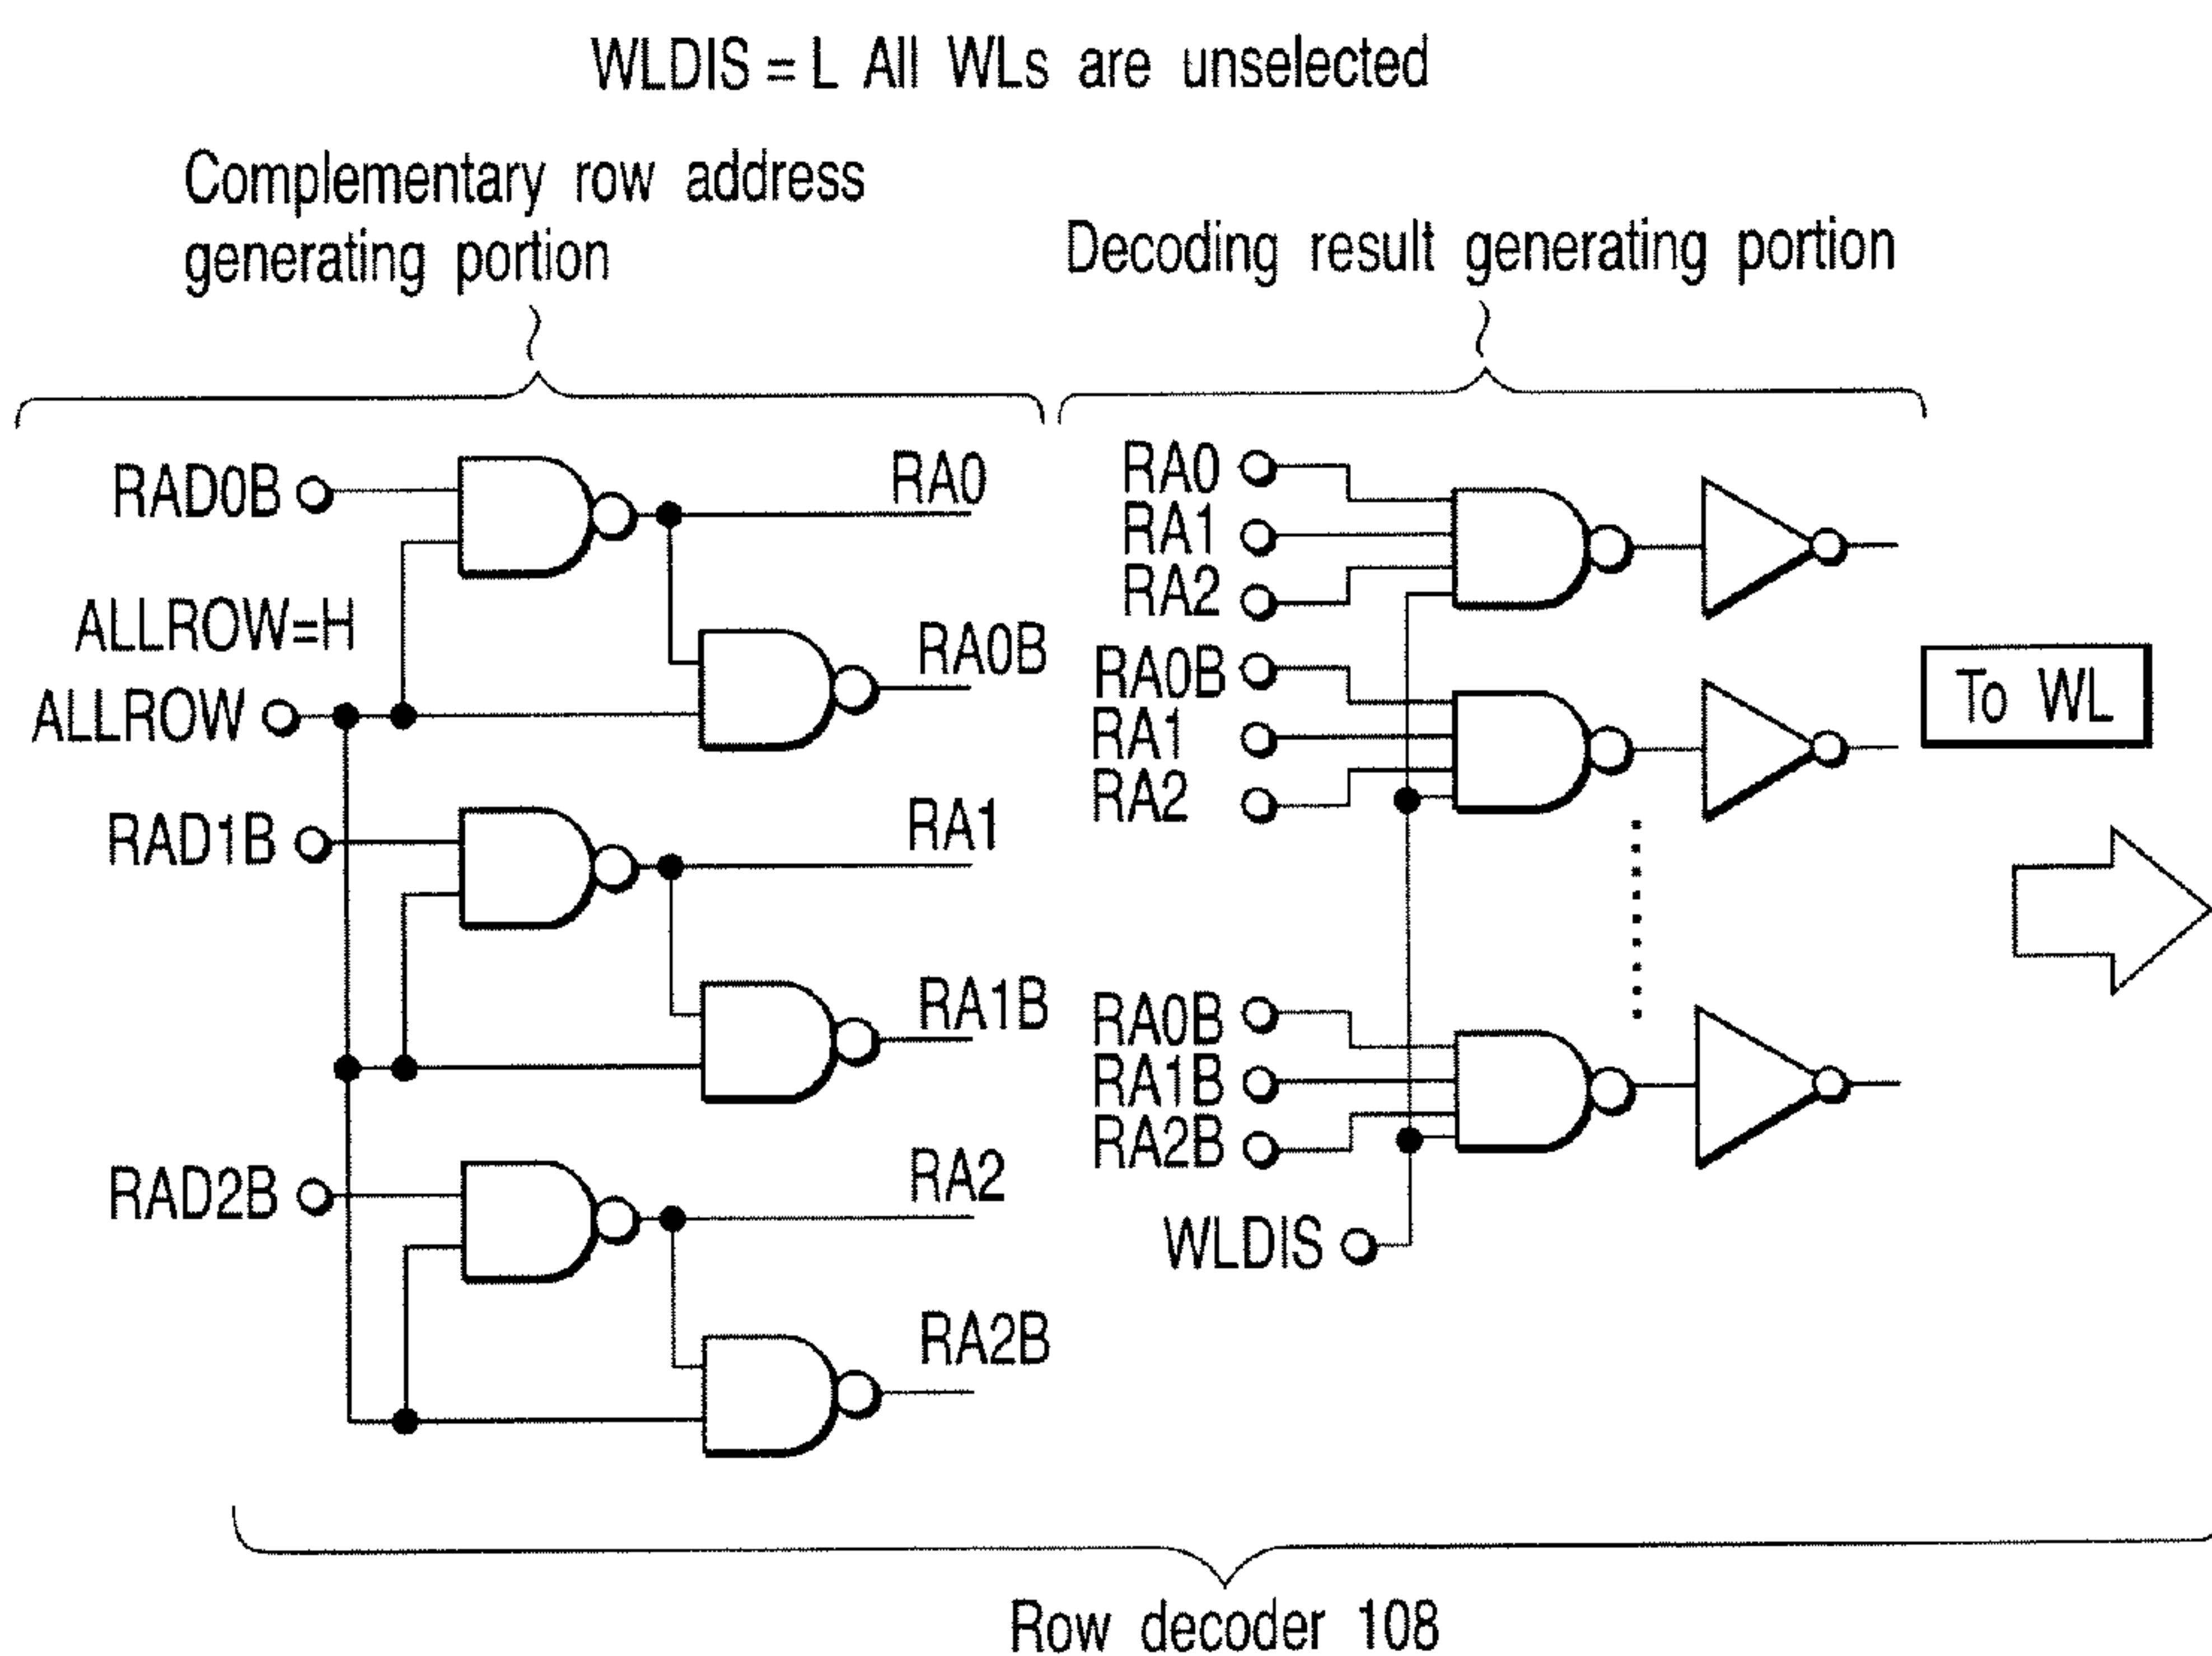 WLDIS = L All WLs are unselected
Complementary row address
generating portion
Decoding result generating portion
RAD0B
RA0
ALLROW=H
RA0B
ALLROW
RAD1B
RA1
RA1B
RAD2B
RA2
RA2B
RA0
RA1
RA2
RA0B
RA1
RA2
To WL
RA0B
RA1B
RA2B
WLDIS
Row decoder 108